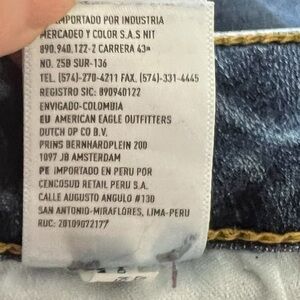 IMPORTADO POR INDUSTRIA
MERCADEO Y COLOR S.A.S NIT
890.940.122-2 CARRERA 43ª
NO. 25B SUR-136
TEL. (574)-270-4211 FAX. (574)-331-4445
REGISTRO SIC: 890940122
ENVIGADO-COLOMBIA
EU AMERICAN EAGLE OUTFITTERS
DUTCH OP CO B.V.
PRINS BERNHARDPLEIN 200
1097 JB AMSTERDAM
PE IMPORTADO EN PERU POR
CENCOSUD RETAIL PERU S.A.
CALLE AUGUSTO ANGULO #130
SAN ANTONIO-MIRAFLORES, LIMA-PERU
RUC: 20109072177